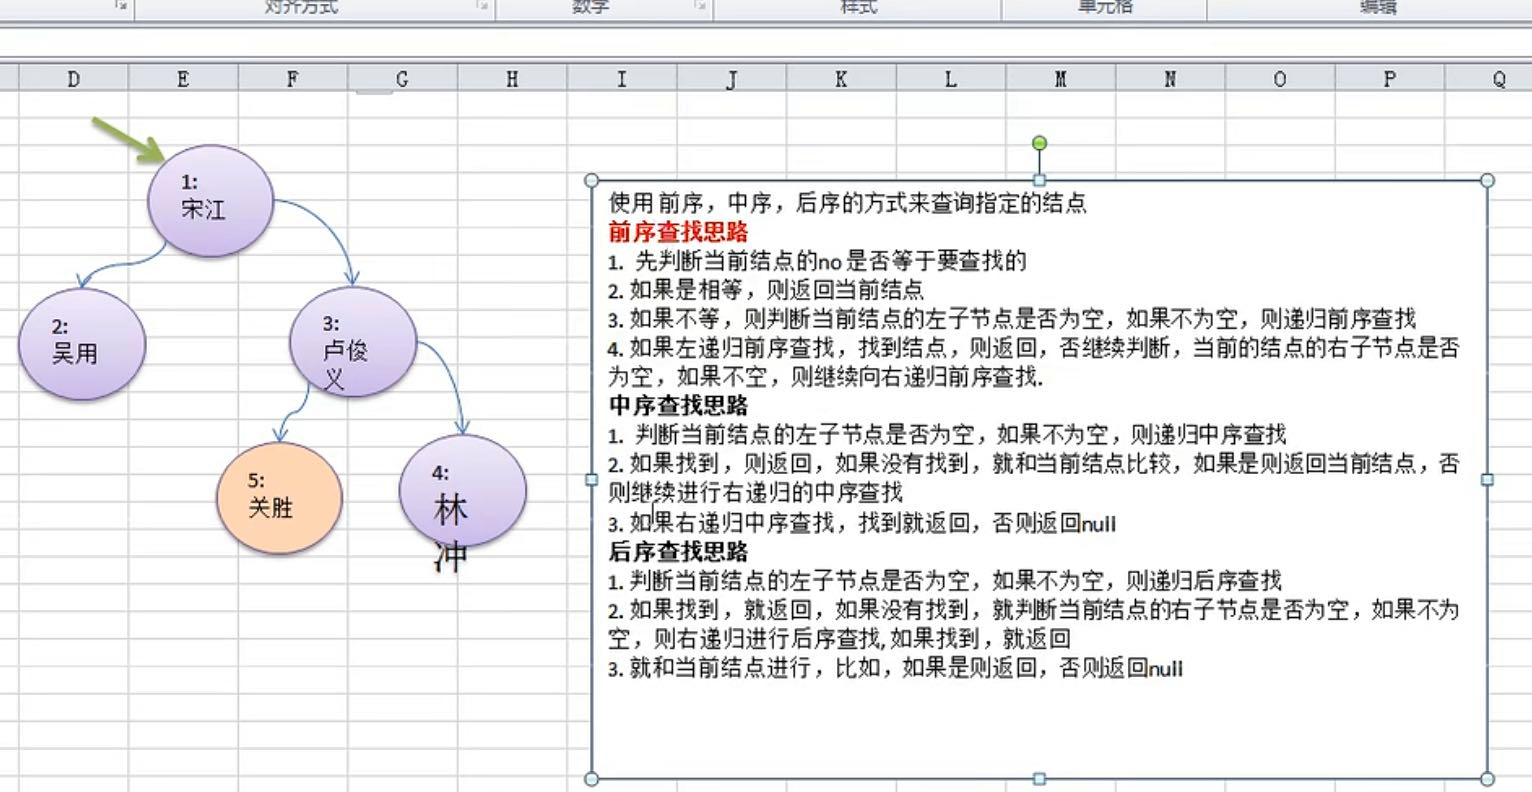 对齐方式 数字 样式 单元格 编辑
D E F G H I J K L M N O P Q
1:
宋江
2:
吴用
3:
卢俊
义
5:
关胜
4:
林
冲
使用 前序，中序，后序的方式来查询指定的结点
前序查找思路
1. 先判断当前结点的no 是否等于要查找的
2. 如果是相等，则返回当前结点
3. 如果不等，则判断当前结点的左子节点是否为空，如果不为空，则递归前序查找
4. 如果左递归前序查找，找到结点，则返回，否继续判断，当前的结点的右子节点是否
为空，如果不空，则继续向右递归前序查找.
中序查找思路
1. 判断当前结点的左子节点是否为空，如果不为空，则递归中序查找
2. 如果找到，则返回，如果没有找到，就和当前结点比较，如果是则返回当前结点，否
则继续进行右递归的中序查找
3. 如果右递归中序查找，找到就返回，否则返回null
后序查找思路
1. 判断当前结点的左子节点是否为空，如果不为空，则递归后序查找
2. 如果找到，就返回，如果没有找到，就判断当前结点的右子节点是否为空，如果不为
空，则右递归进行后序查找, 如果找到，就返回
3. 就和当前结点进行，比如，如果是则返回，否则返回null